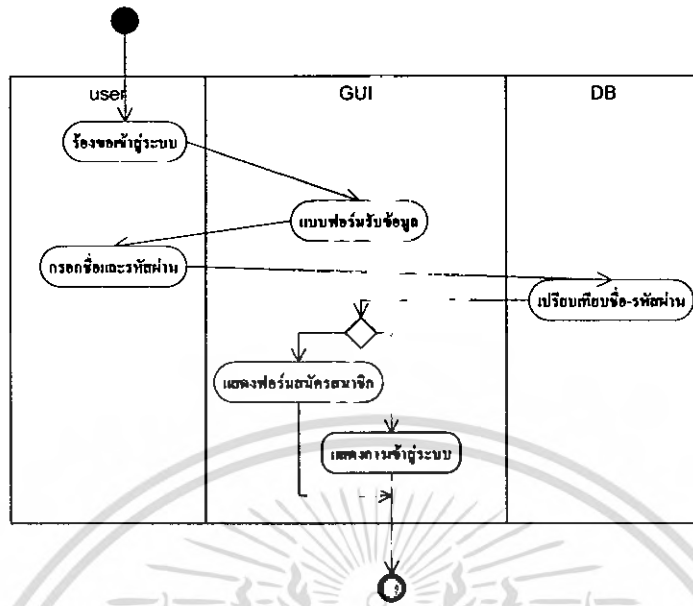 user
GUI
DB
ร้องขอเข้าสู่ระบบ
แบบฟอร์มรับข้อมูล
กรอกชื่อและรหัสผ่าน
เปรียบเทียบชื่อ-รหัสผ่าน
แสดงฟอร์มสมัครสมาชิก
แสดงการเข้าสู่ระบบ